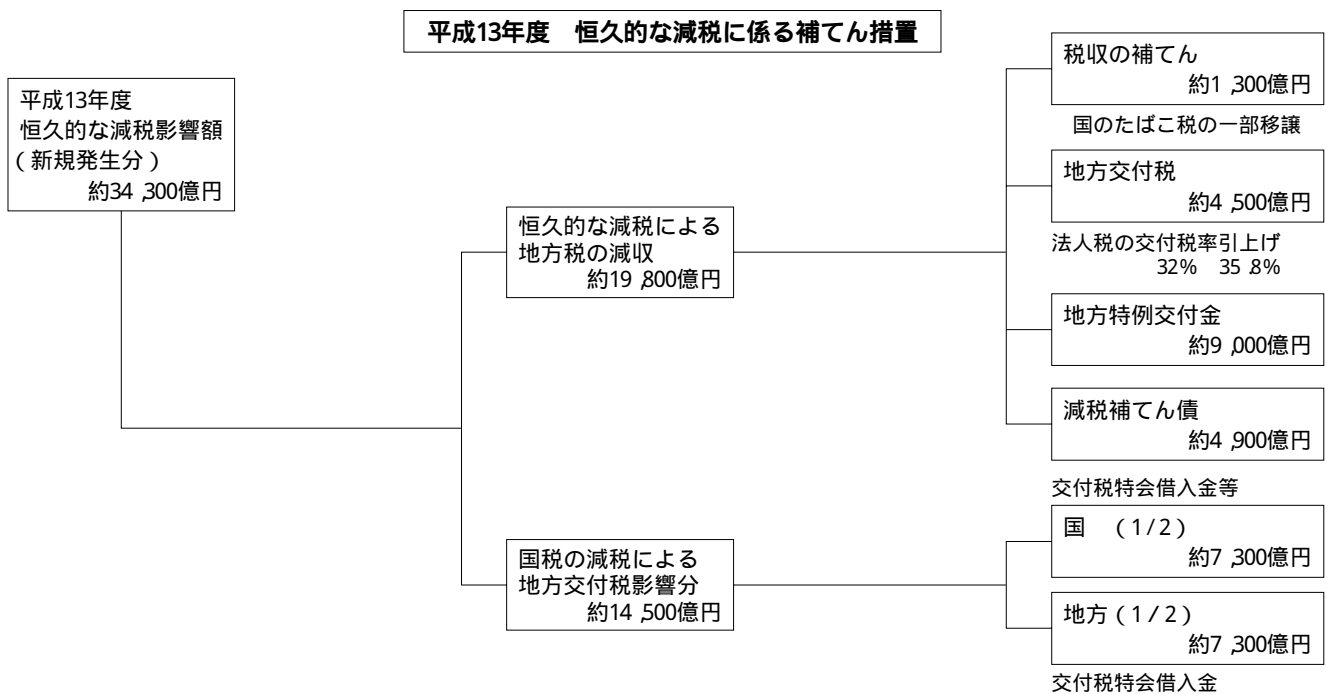 平成13年度　恒久的な減税に係る補てん措置
平成13年度
恒久的な減税影響額
(新規発生分)
約34,300億円
恒久的な減税による
地方税の減収
約19,800億円
国税の減税による
地方交付税影響分
約14,500億円
税収の補てん
約1,300億円
国のたばこ税の一部移譲
地方交付税
約4,500億円
法人税の交付税率引上げ
32%　35.8%
地方特例交付金
約9,000億円
減税補てん債
約4,900億円
交付税特会借入金等
国　(1/2)
約7,300億円
地方(1/2)
約7,300億円
交付税特会借入金